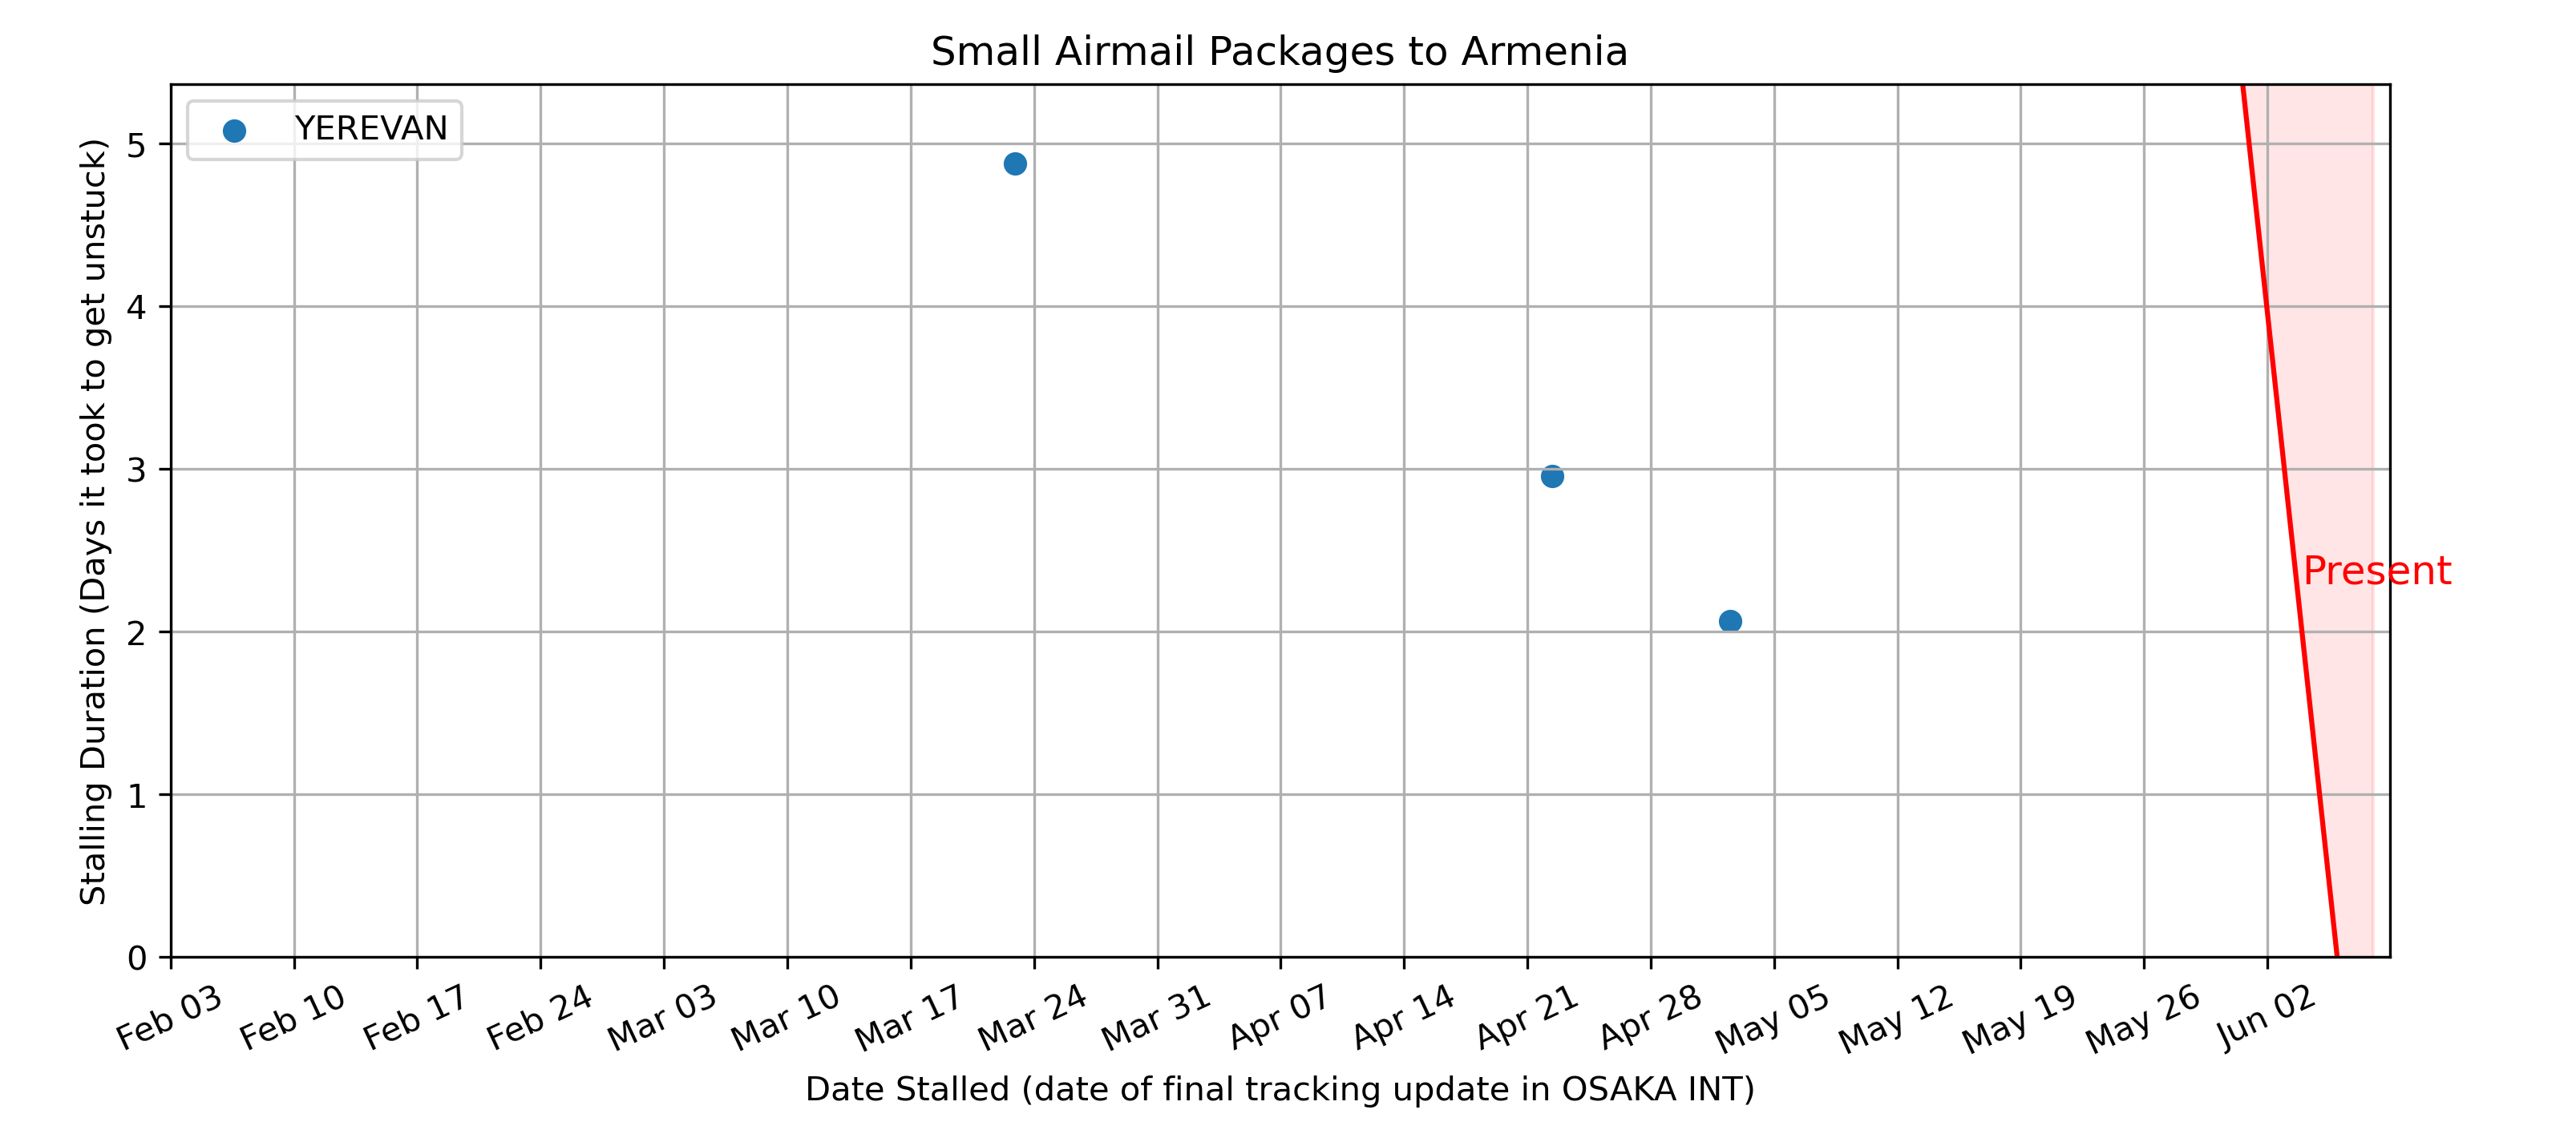 Small Airmail Packages to Armenia
YEREVAN
Stalling Duration (Days it took to get unstuck)
5
4
3
2
1
0
Present
Feb 03
Feb 10
Feb 17
Feb 24
Mar 03
Mar 10
Mar 17
Mar 24
Mar 31
Apr 07
Apr 14
Apr 21
Apr 28
May 05
May 12
May 19
May 26
Jun 02
Date Stalled (date of final tracking update in OSAKA INT)